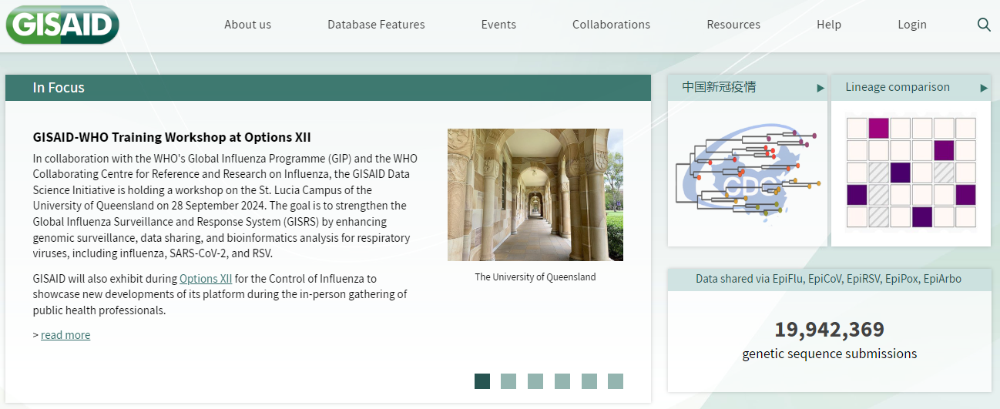 GISAID
About us
Database Features
Events
Collaborations
Resources
Help
Login
In Focus
GISAID-WHO Training Workshop at Options XII
In collaboration with the WHO's Global Influenza Programme (GIP) and the WHO
Collaborating Centre for Reference and Research on Influenza, the GISAID Data
Science Initiative is holding a workshop on the St. Lucia Campus of the
University of Queensland on 28 September 2024. The goal is to strengthen the
Global Influenza Surveillance and Response System (GISRS) by enhancing
genomic surveillance, data sharing, and bioinformatics analysis for respiratory
viruses, including influenza, SARS-CoV-2, and RSV.
GISAID will also exhibit during Options XII for the Control of Influenza to
showcase new developments of its platform during the in-person gathering of
public health professionals.
> read more
The University of Queensland
中国新冠疫情
CDC
Lineage comparison
Data shared via EpiFlu, EpiCoV, EpiRSV, EpiPox, EpiArbo
19,942,369
genetic sequence submissions